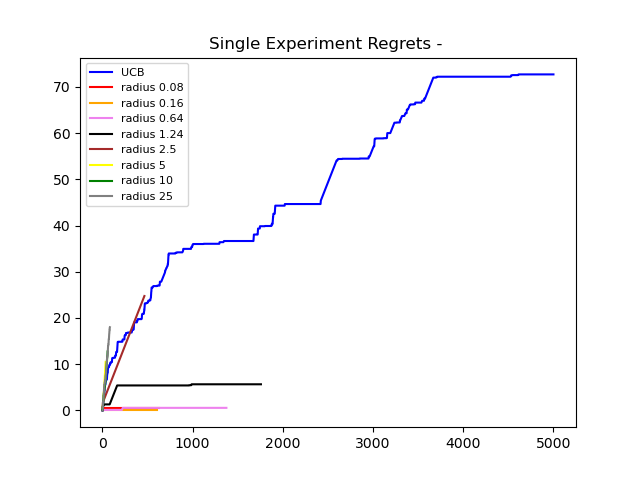 Single Experiment Regrets -
UCB
radius 0.08
radius 0.16
radius 0.64
radius 1.24
radius 2.5
radius 5
radius 10
radius 25
70
60
50
40
30
20
10
0
0 1000 2000 3000 4000 5000